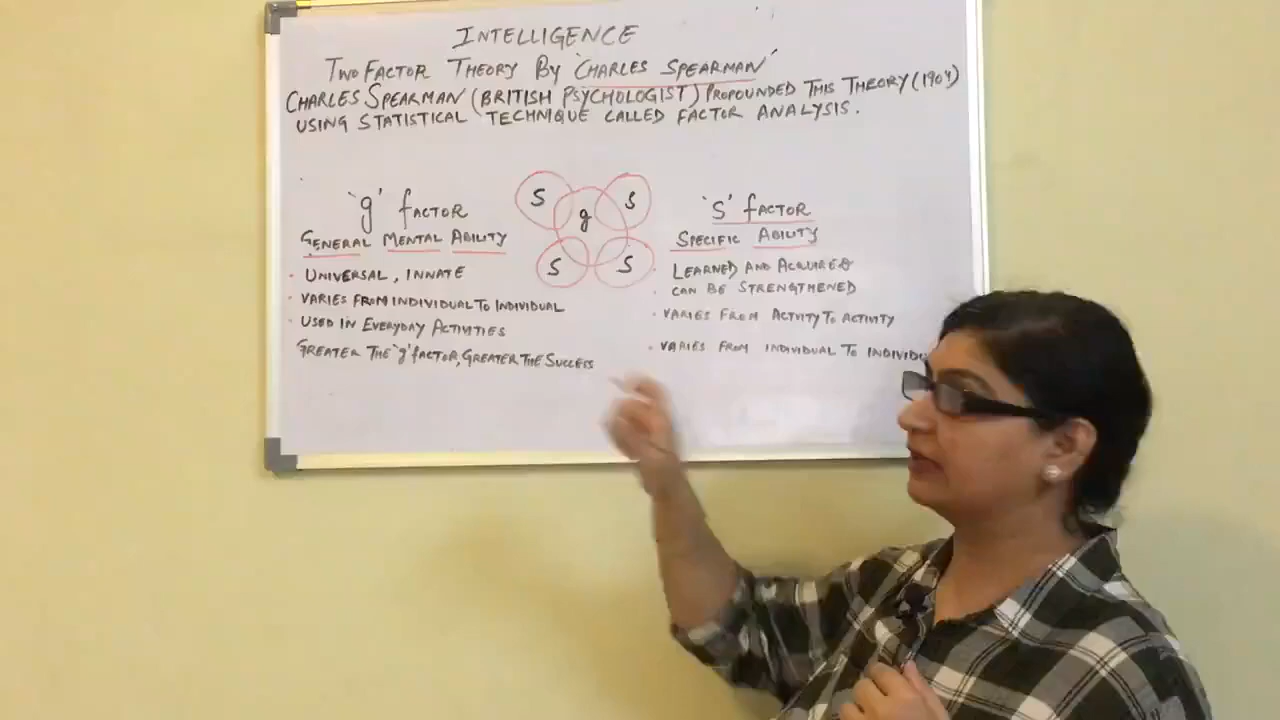 INTELLIGENCE
TWO FACTOR THEORY BY 'CHARLES SPEARMAN'
CHARLES SPEARMAN (BRITISH PSYCHOLOGIST) PROPOUNDED THIS THEORY (1904)
USING STATISTICAL TECHNIQUE CALLED FACTOR ANALYSIS.
'g' FACTOR
GENERAL MENTAL ABILITY
· UNIVERSAL, INNATE
· VARIES FROM INDIVIDUAL TO INDIVIDUAL
· USED IN EVERYDAY ACTIVITIES
GREATER THE 'g' FACTOR, GREATER THE SUCCESS
S S
g
S S
'S' FACTOR
SPECIFIC ABILITY
· LEARNED AND ACQUIRED
· CAN BE STRENGTHENED
· VARIES FROM ACTVITY TO ACTIVITY
· VARIES FROM INDIVIDUAL TO INDIVIDU